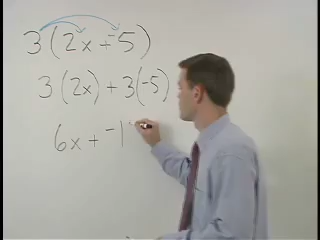 3(2x + -5)
3(2x) + 3(-5)
6x + -1